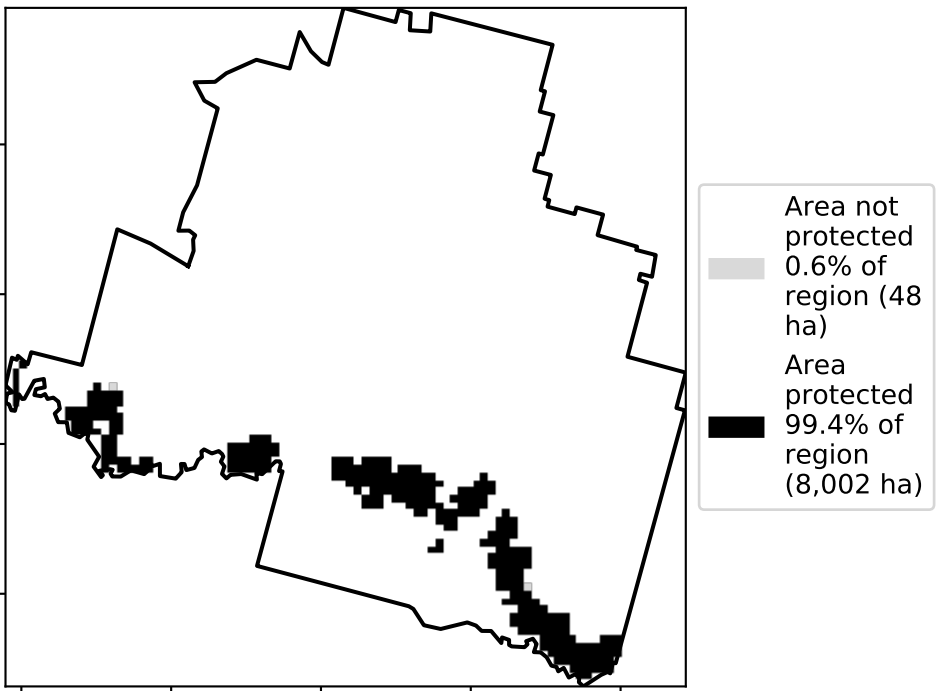 Area not
protected
0.6% of
region (48
ha)
Area
protected
99.4% of
region
(8,002 ha)